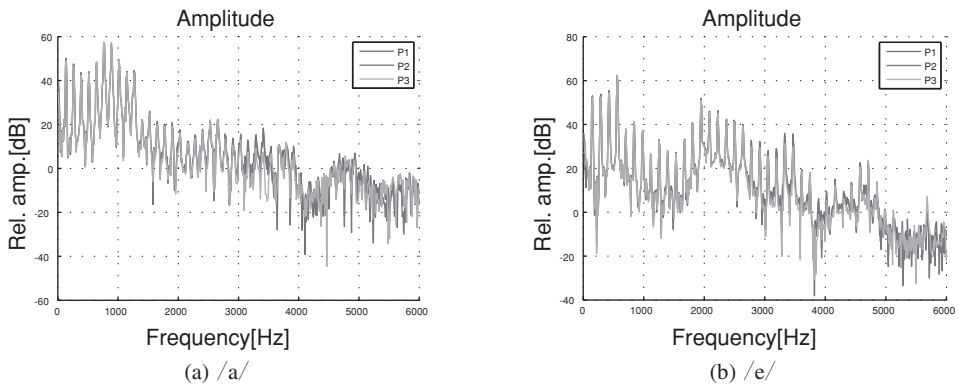 Amplitude
60
40
20
0
-20
-40
-60
0 1000 2000 3000 4000 5000 6000
Rel. amp.[dB]
Frequency[Hz]
P1
P2
P3
(a) /a/
Amplitude
80
60
40
20
0
-20
-40
0 1000 2000 3000 4000 5000 6000
Rel. amp.[dB]
Frequency[Hz]
P1
P2
P3
(b) /e/